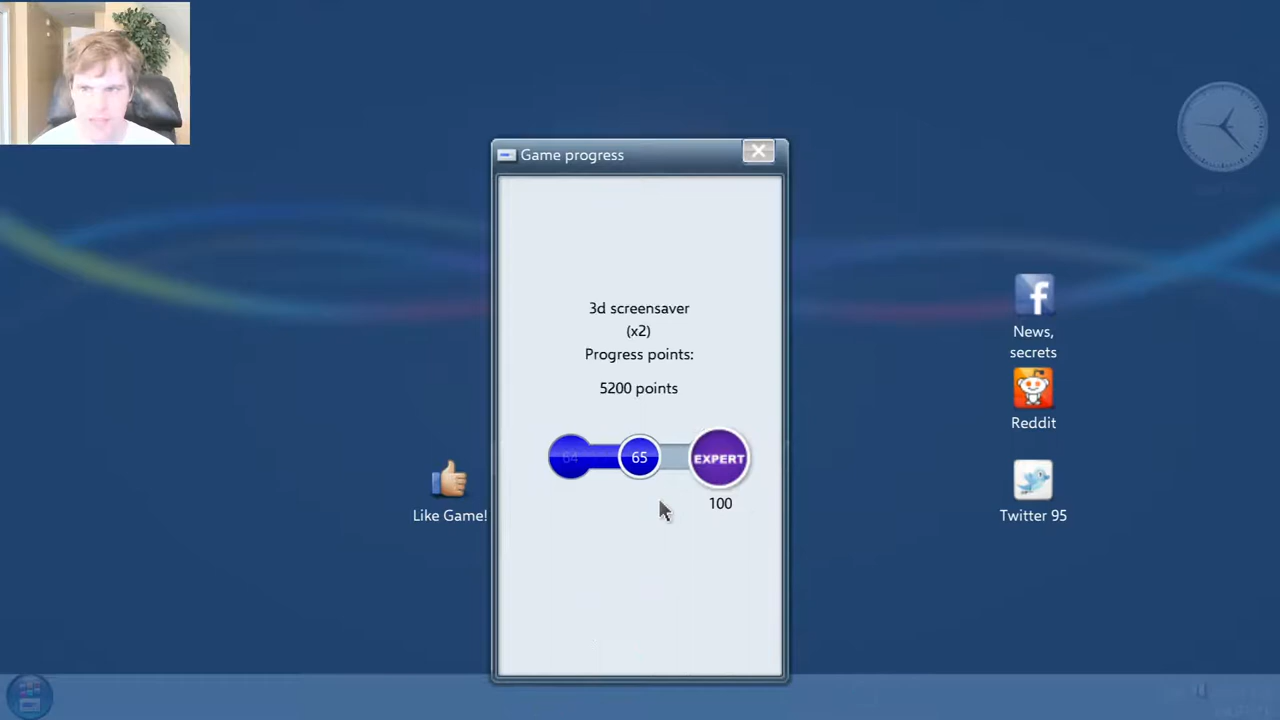 Game progress
3d screensaver
(x2)
Progress points:
5200 points
64
65
EXPERT
100
News,
secrets
Reddit
Like Game!
Twitter 95